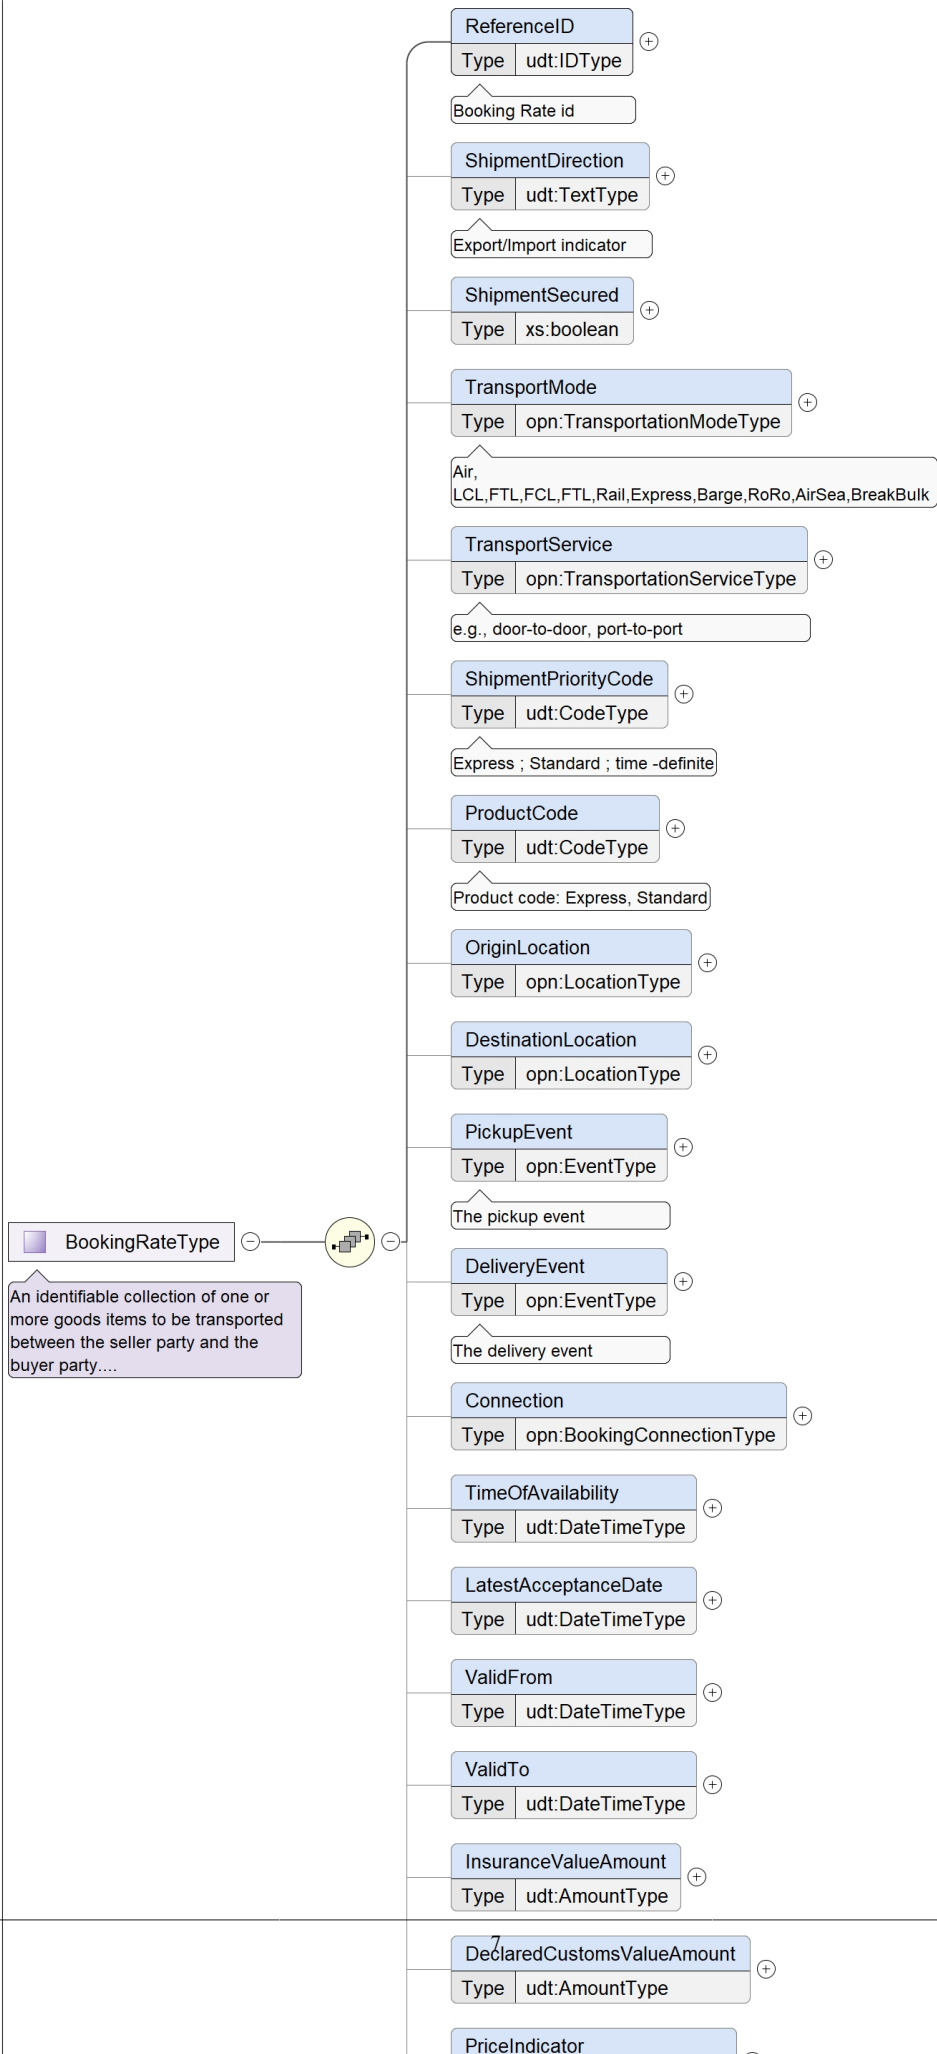 ReferenceID
Type udt:IDType
Booking Rate id
ShipmentDirection
Type udt:TextType
Export/Import indicator
ShipmentSecured
Type xs:boolean
TransportMode
Type opn:TransportationModeType
Air,
LCL,FTL,FCL,FTL,Rail,Express,Barge,RoRo,AirSea,BreakBulk
TransportService
Type opn:TransportationServiceType
e.g., door-to-door, port-to-port
ShipmentPriorityCode
Type udt:CodeType
Express ; Standard ; time -definite
ProductCode
Type udt:CodeType
Product code: Express, Standard
OriginLocation
Type opn:LocationType
DestinationLocation
Type opn:LocationType
PickupEvent
Type opn:EventType
The pickup event
BookingRateType
An identifiable collection of one or
more goods items to be transported
between the seller party and the
buyer party....
DeliveryEvent
Type opn:EventType
The delivery event
Connection
Type opn:BookingConnectionType
TimeOfAvailability
Type udt:DateTimeType
LatestAcceptanceDate
Type udt:DateTimeType
ValidFrom
Type udt:DateTimeType
ValidTo
Type udt:DateTimeType
InsuranceValueAmount
Type udt:AmountType
7
DeclaredCustomsValueAmount
Type udt:AmountType
PriceIndicator